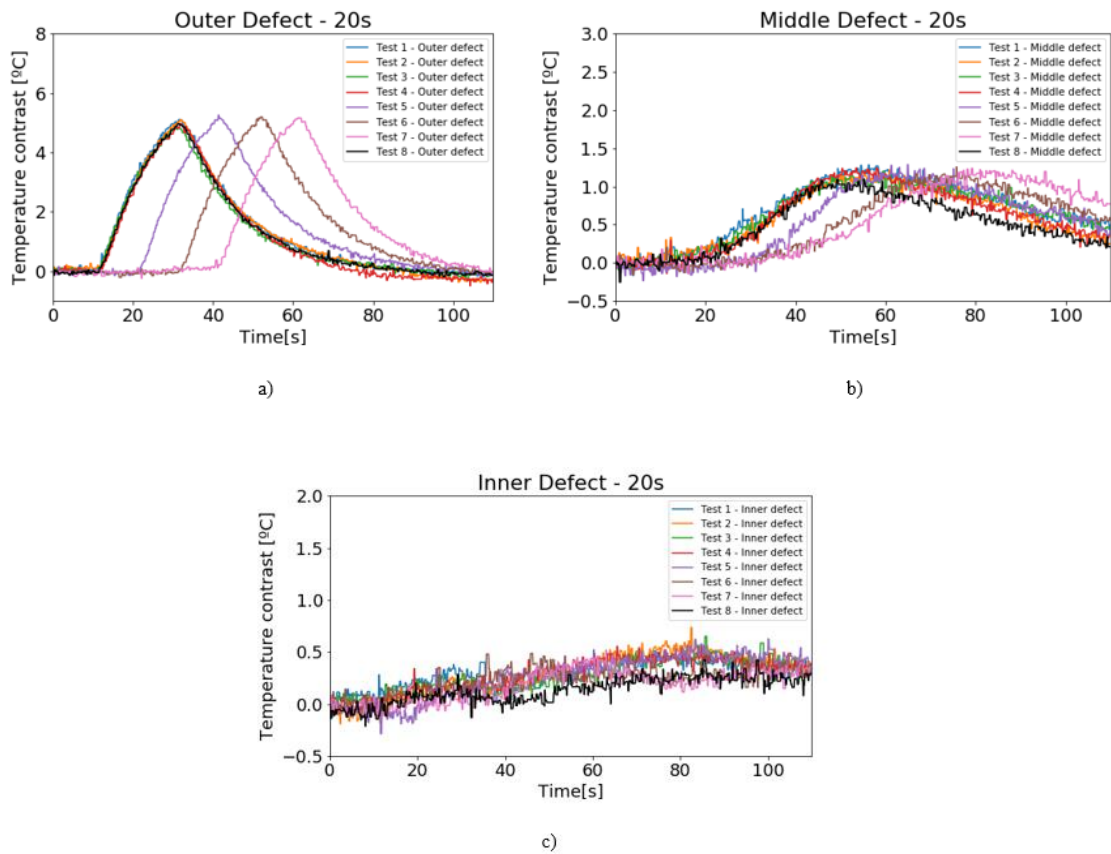 Outer Defect - 20s
Temperature contrast [ºC]
8
6
4
2
0
0 20 40 60 80 100
Time[s]
Test 1 - Outer defect
Test 2 - Outer defect
Test 3 - Outer defect
Test 4 - Outer defect
Test 5 - Outer defect
Test 6 - Outer defect
Test 7 - Outer defect
Test 8 - Outer defect
a)
Middle Defect - 20s
Temperature contrast [ºC]
3.0
2.5
2.0
1.5
1.0
0.5
0.0
−0.5
0 20 40 60 80 100
Time[s]
Test 1 - Middle defect
Test 2 - Middle defect
Test 3 - Middle defect
Test 4 - Middle defect
Test 5 - Middle defect
Test 6 - Middle defect
Test 7 - Middle defect
Test 8 - Middle defect
b)
Inner Defect - 20s
Temperature contrast [ºC]
2.0
1.5
1.0
0.5
0.0
−0.5
0 20 40 60 80 100
Time[s]
Test 1 - Inner defect
Test 2 - Inner defect
Test 3 - Inner defect
Test 4 - Inner defect
Test 5 - Inner defect
Test 6 - Inner defect
Test 7 - Inner defect
Test 8 - Inner defect
c)